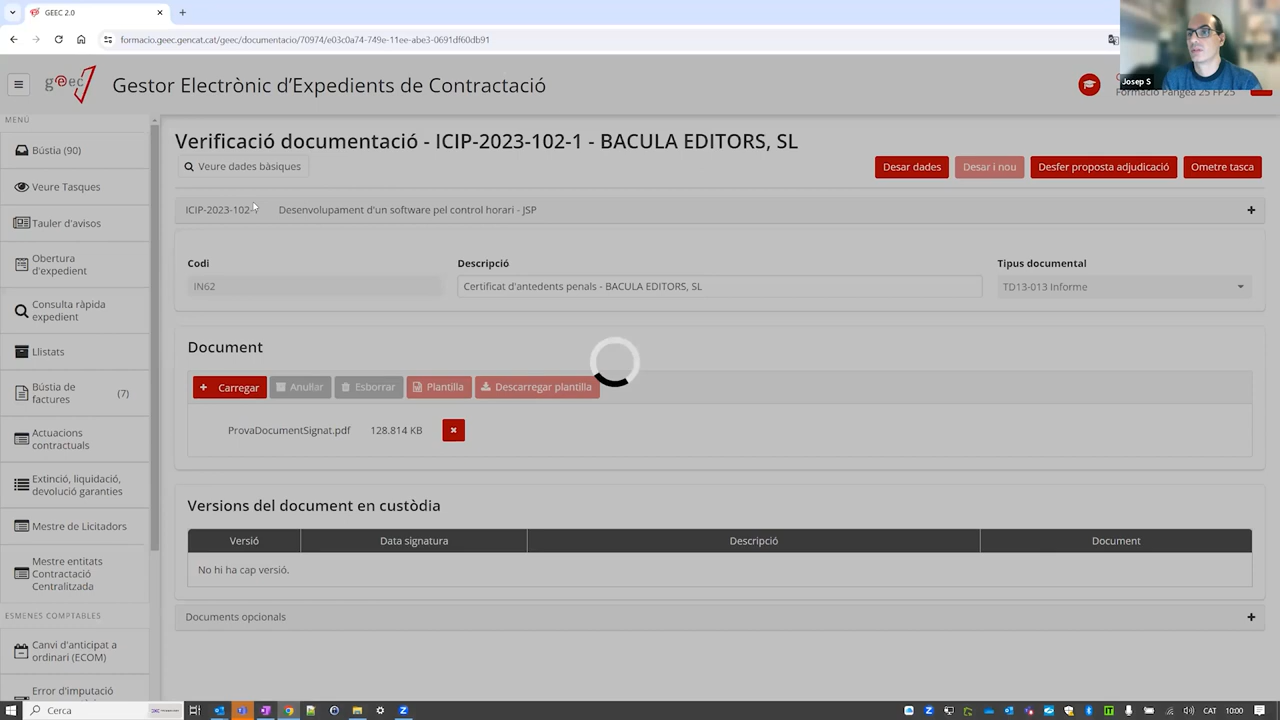 GEEC 2.0
formacio.geec.gencat.cat/geec/documentacio/70974/e03c0a74-749e-11ee-abe3-0691df60db91
Josep S
geec
Gestor Electrònic d'Expedients de Contractació
Formació Pangea 25 FP25
MENÚ
Bústia (90)
Veure Tasques
Tauler d'avisos
Obertura
d'expedient
Consulta ràpida
expedient
Llistats
Bústia de
factures
(7)
Actuacions
contractuals
Extinció, liquidació,
devolució garanties
Mestre de Licitadors
Mestre entitats
Contractació
Centralitzada
ESMENES COMPTABLES
Canvi d'anticipat a
ordinari (ECOM)
Error d'imputació
Verificació documentació - ICIP-2023-102-1 - BACULA EDITORS, SL
Veure dades bàsiques
Desar dades
Desar i nou
Desfer proposta adjudicació
Ometre tasca
ICIP-2023-102-1 Desenvolupament d'un software pel control horari - JSP
Codi
Descripció
Tipus documental
IN62
Certificat d'antedents penals - BACULA EDITORS, SL
TD13-013 Informe
Document
Carregar
Anul·lar
Esborrar
Plantilla
Descarregar plantilla
ProvaDocumentSignat.pdf 128.814 KB
Versions del document en custòdia
Versió
Data signatura
Descripció
Document
No hi ha cap versió.
Documents opcionals
Cerca
CAT
10:00